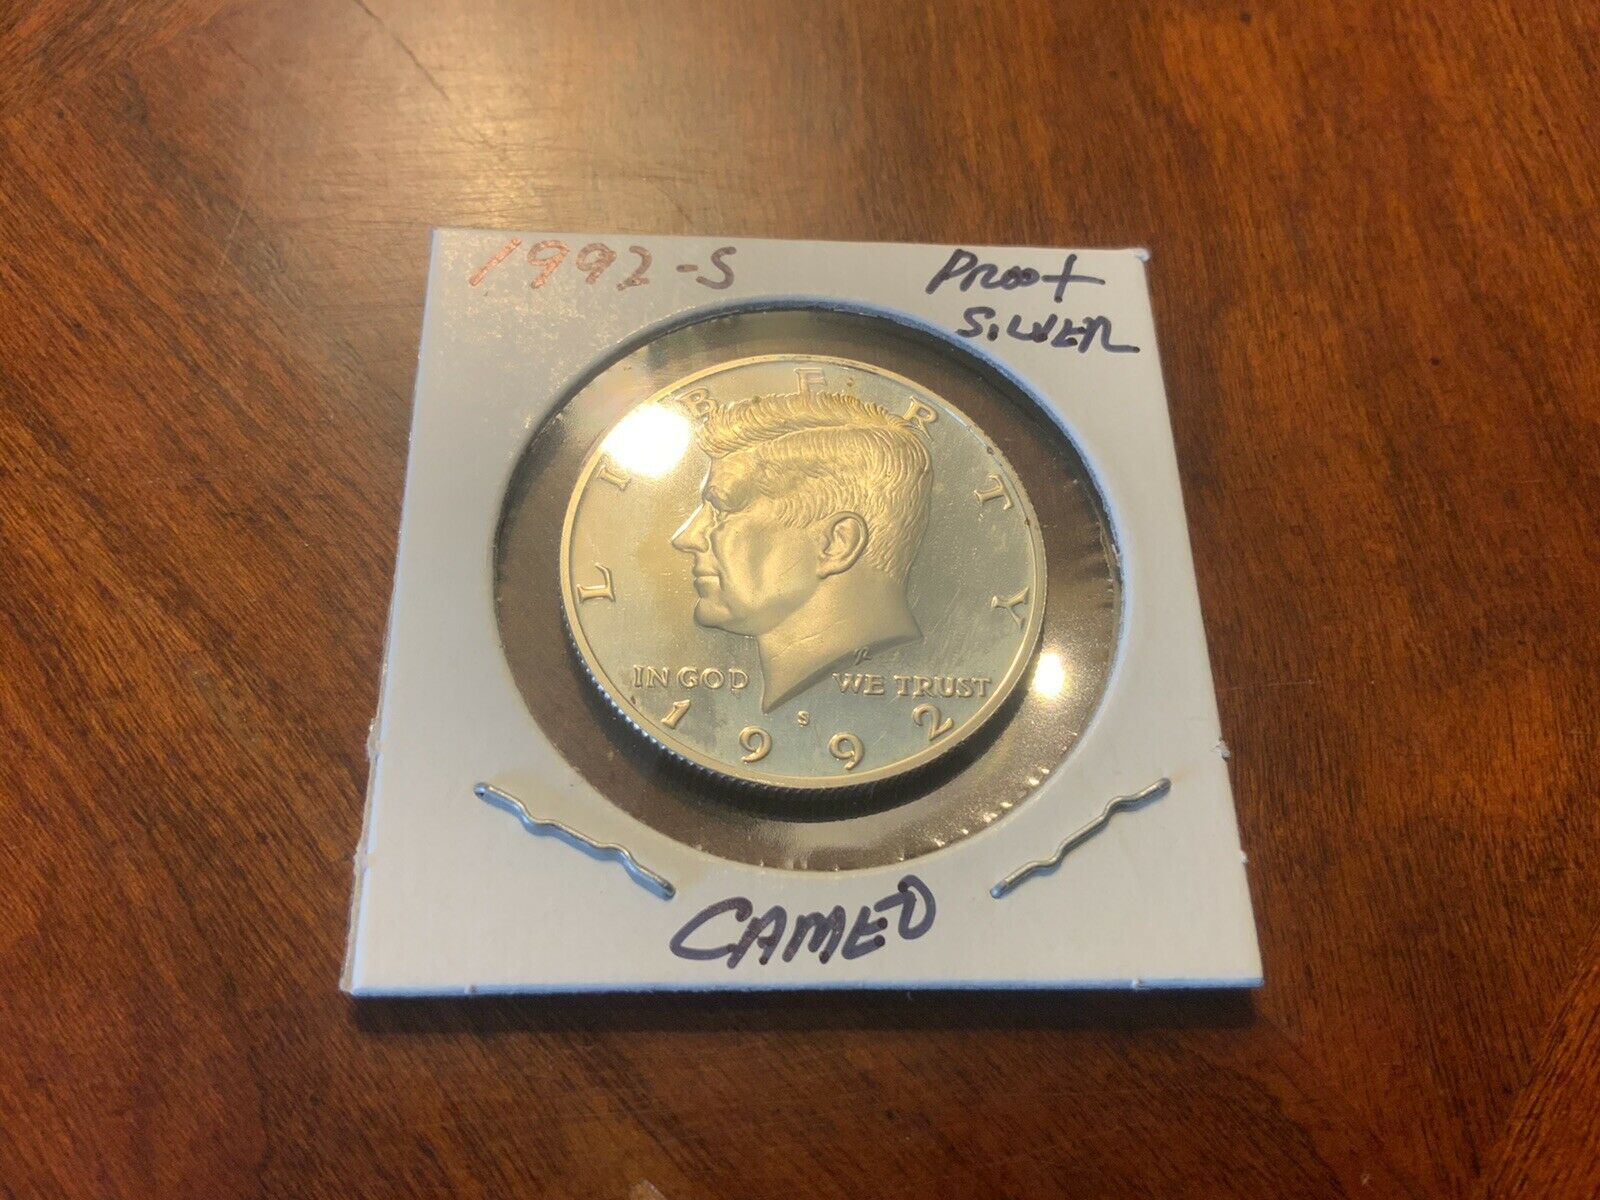 1992-S
Proof
SILVER
LIBERTY
IN GOD WE TRUST
S
1992
CAMEO